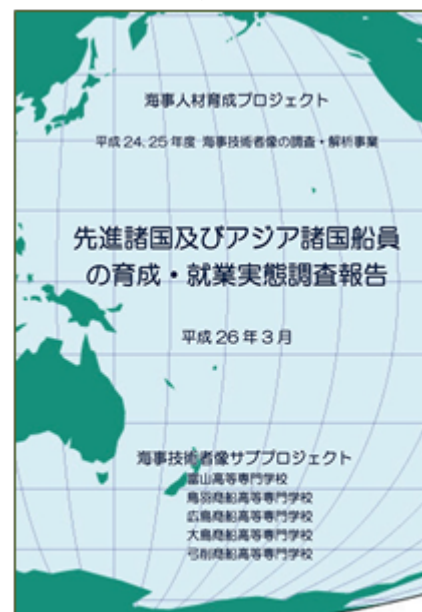 海事人材育成プロジェクト
平成24,25年度 海事技術者像の調査・解析事業
先進諸国及びアジア諸国船員
の育成・就業実態調査報告
平成26年3月
海事技術者像サブプロジェクト
富山高等専門学校
鳥羽商船高等専門学校
広島商船高等専門学校
大島商船高等専門学校
弓削商船高等専門学校